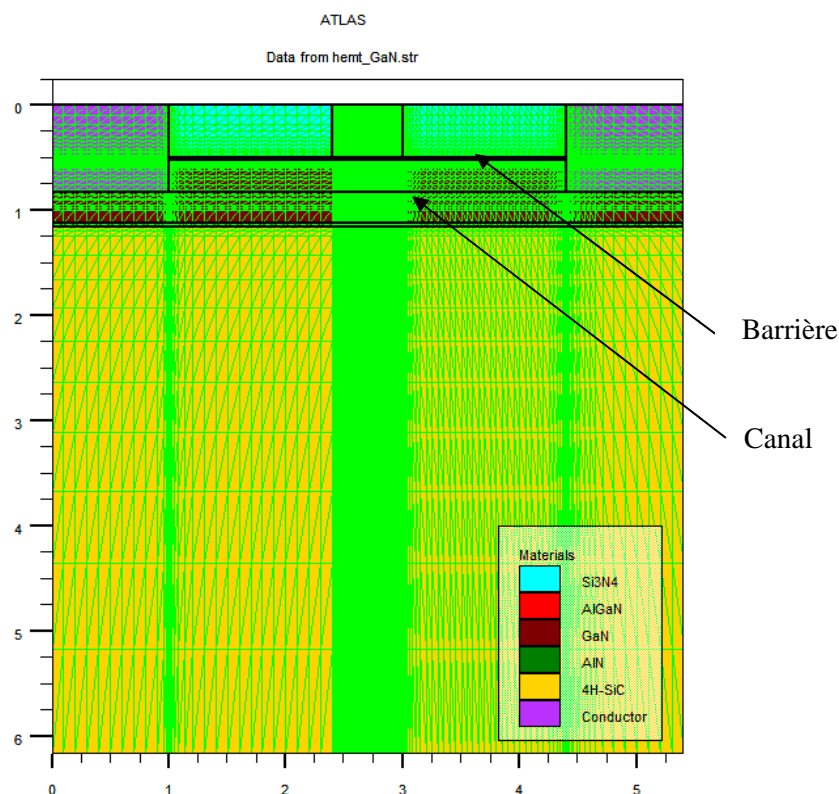 ATLAS
Data from hemt_GaN.str
0
1
2
3
4
5
6
0
1
2
3
4
5
Barrière
Canal
Materials
Si3N4
AlGaN
GaN
AlN
4H-SiC
Conductor